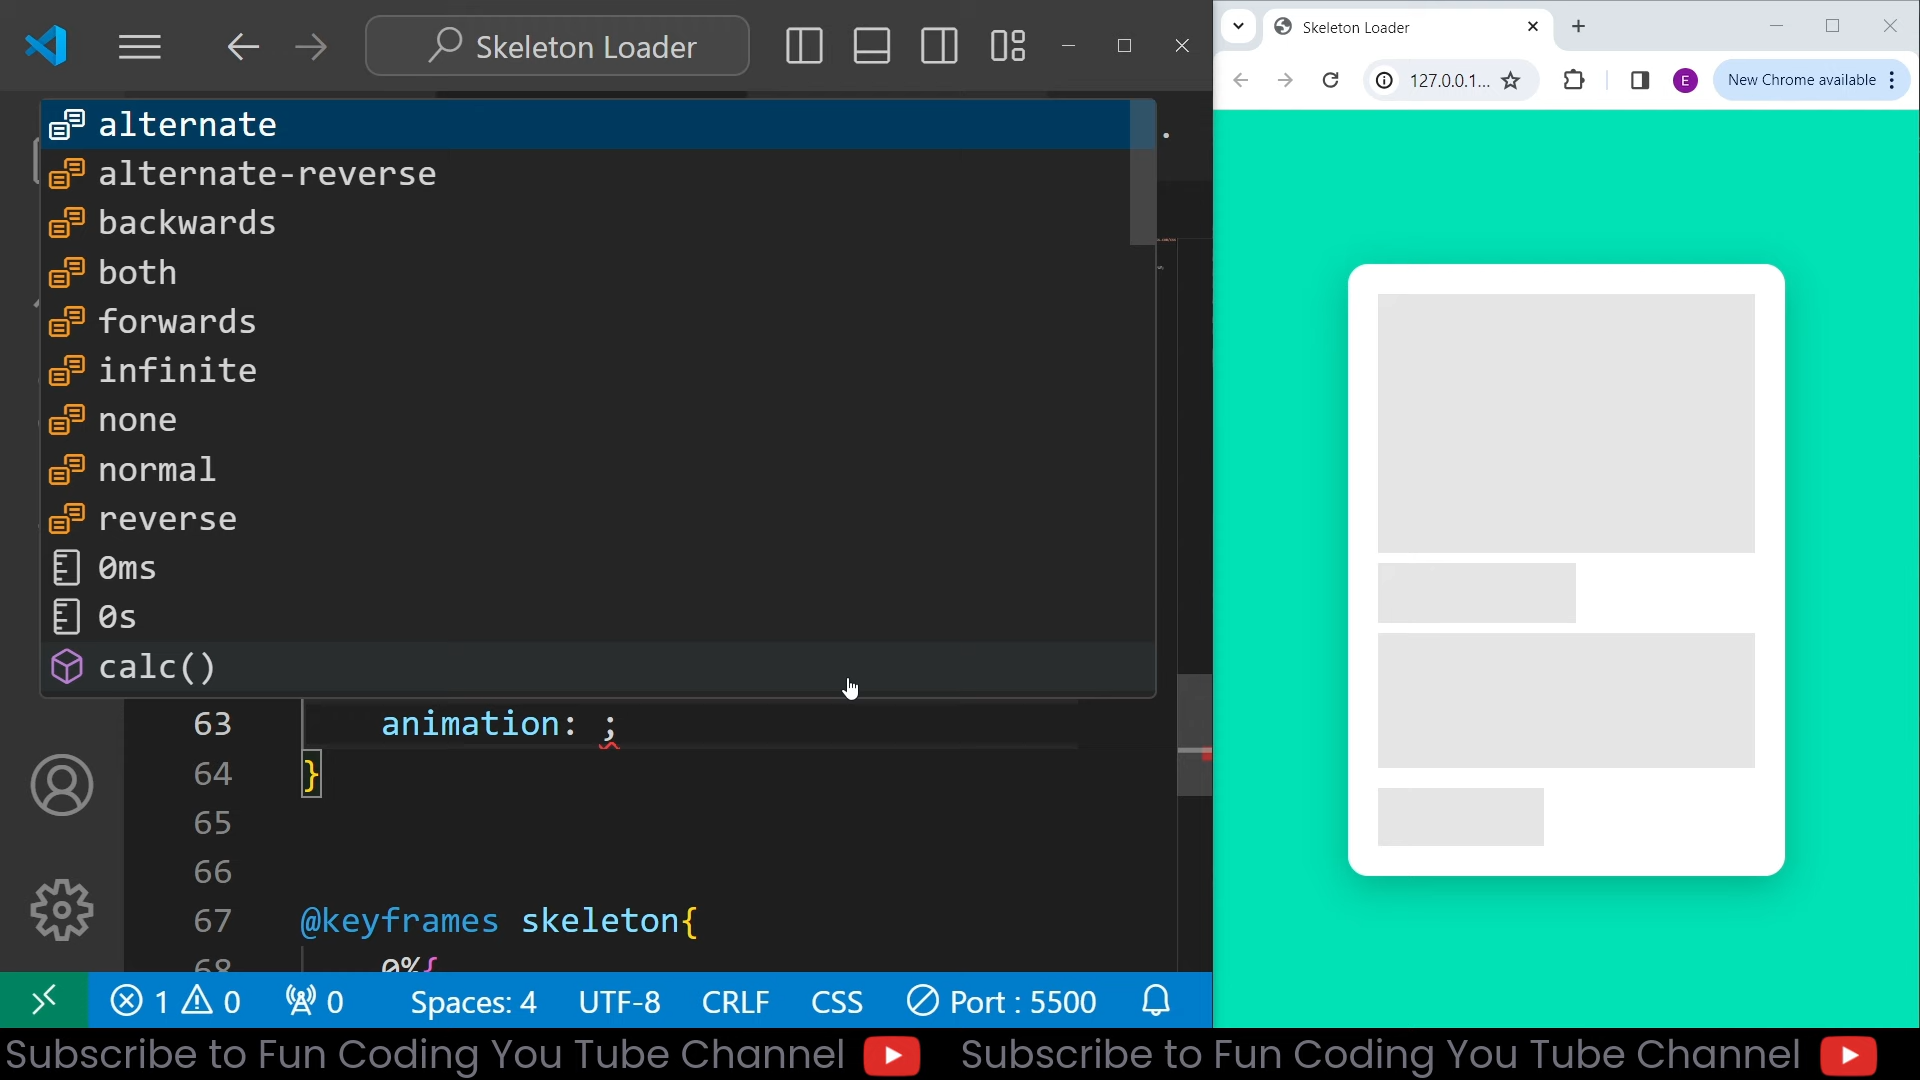 Skeleton Loader
alternate
alternate-reverse
backwards
both
forwards
infinite
none
normal
reverse
0ms
0s
calc()
63 animation: ;
64 }
65
66
67 @keyframes skeleton{
68 0%{
1 0 0 Spaces: 4 UTF-8 CRLF CSS Port : 5500
Skeleton Loader
127.0.0.1... E New Chrome available
Subscribe to Fun Coding You Tube Channel Subscribe to Fun Coding You Tube Channel